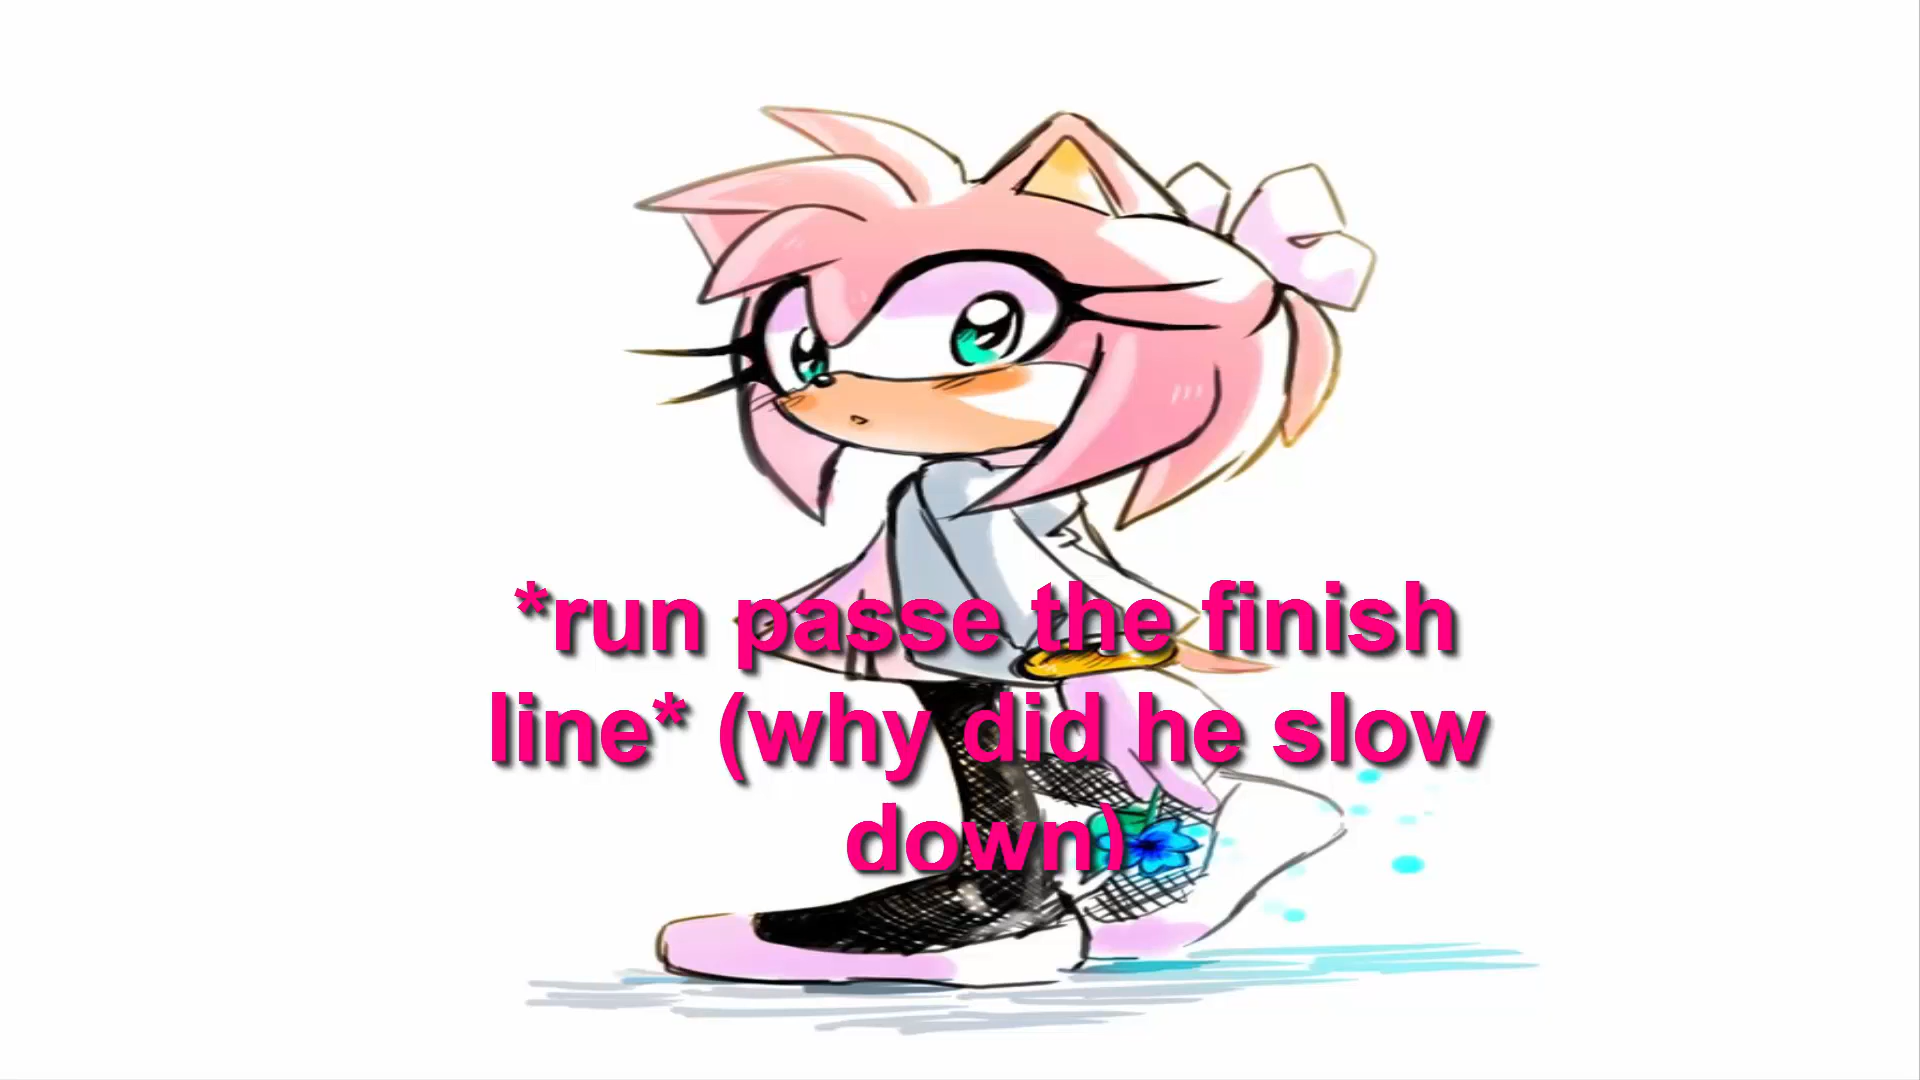 *run passe the finish
line* (why did he slow
down)